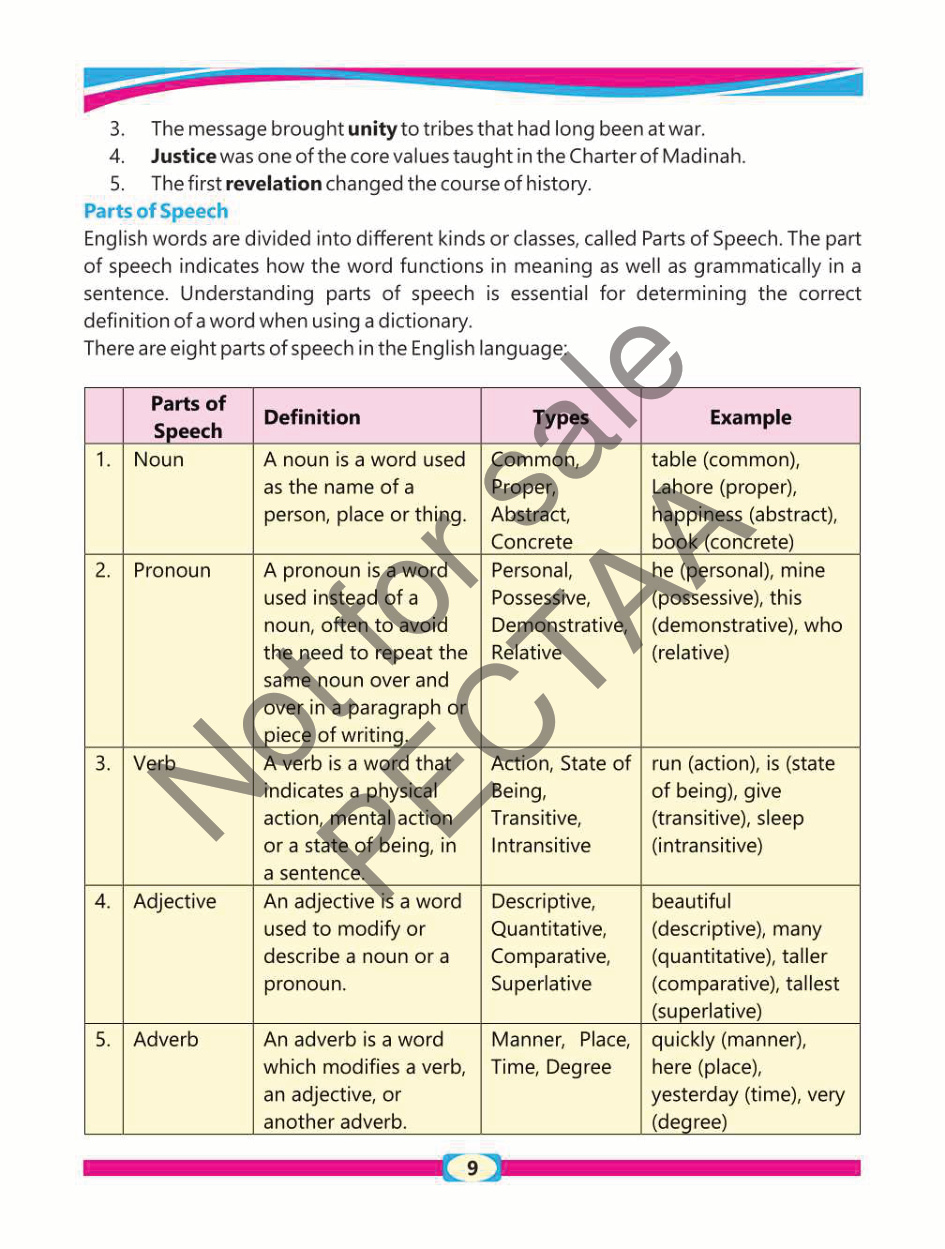 3. The message brought unity to tribes that had long been at war.
4. Justice was one of the core values taught in the Charter of Madinah.
5. The first revelation changed the course of history.
Parts of Speech
English words are divided into different kinds or classes, called Parts of Speech. The part
of speech indicates how the word functions in meaning as well as grammatically in a
sentence. Understanding parts of speech is essential for determining the correct
definition of a word when using a dictionary.
There are eight parts of speech in the English language:
Parts of
Speech
Definition
Types
Example
1.
Noun
A noun is a word used
as the name of a
person, place or thing.
Common,
Proper,
Abstract,
Concrete
table (common),
Lahore (proper),
happiness (abstract),
book (concrete)
2.
Pronoun
A pronoun is a word
used instead of a
noun, often to avoid
the need to repeat the
same noun over and
over in a paragraph or
piece of writing.
Personal,
Possessive,
Demonstrative,
Relative
he (personal), mine
(possessive), this
(demonstrative), who
(relative)
3.
Verb
A verb is a word that
indicates a physical
action, mental action
or a state of being, in
a sentence.
Action, State of
Being,
Transitive,
Intransitive
run (action), is (state
of being), give
(transitive), sleep
(intransitive)
4.
Adjective
An adjective is a word
used to modify or
describe a noun or a
pronoun.
Descriptive,
Quantitative,
Comparative,
Superlative
beautiful
(descriptive), many
(quantitative), taller
(comparative), tallest
(superlative)
5.
Adverb
An adverb is a word
which modifies a verb,
an adjective, or
another adverb.
Manner, Place,
Time, Degree
quickly (manner),
here (place),
yesterday (time), very
(degree)
Not for sale
PECTAA
9